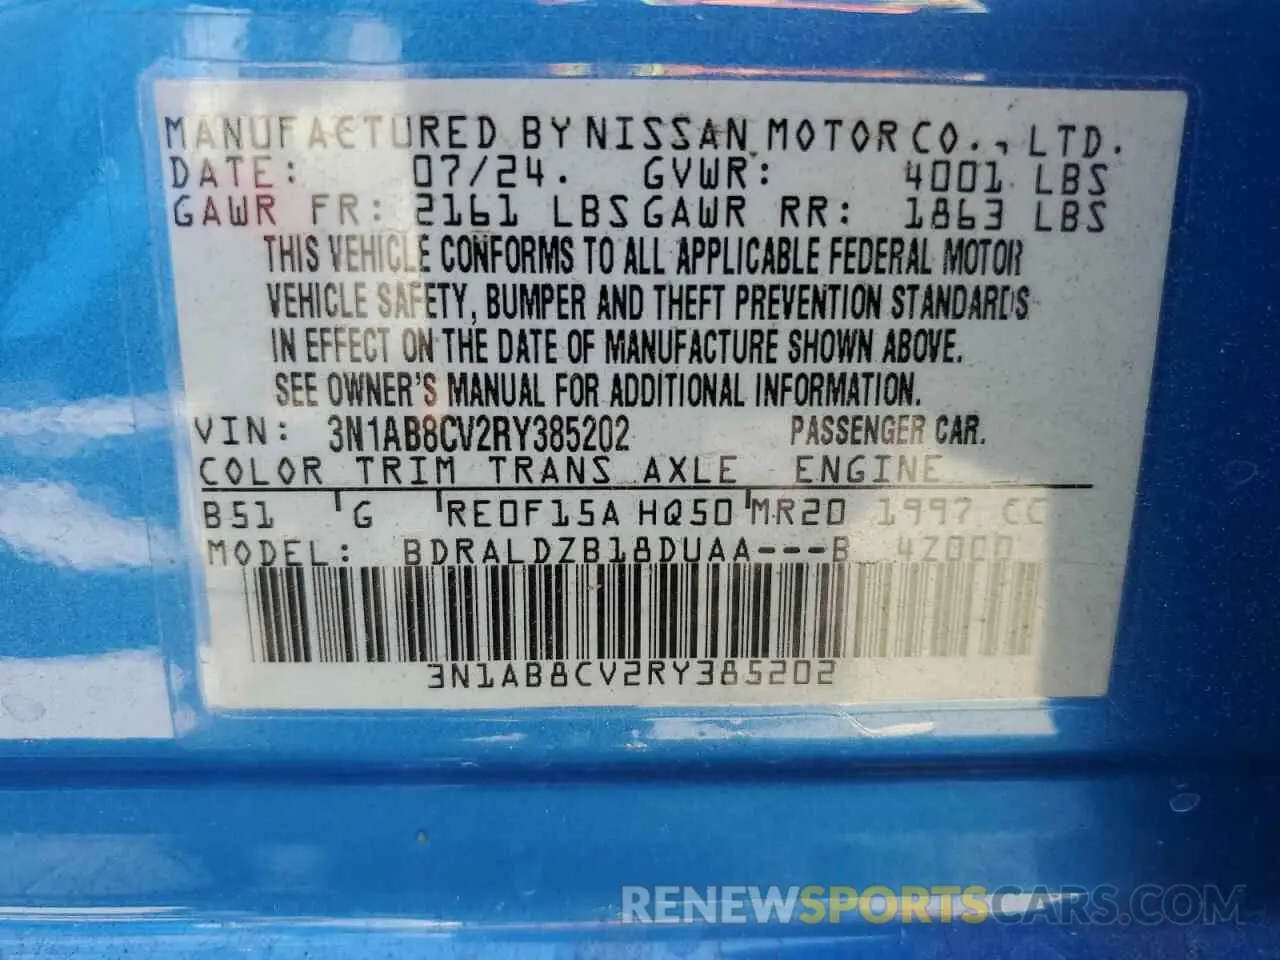 MANUFACTURED BY NISSAN MOTOR CO., LTD.
DATE: 07/24. GVWR: 4001 LBS
GAWR FR: 2161 LBS GAWR RR: 1863 LBS
THIS VEHICLE CONFORMS TO ALL APPLICABLE FEDERAL MOTOR
VEHICLE SAFETY, BUMPER AND THEFT PREVENTION STANDARDS
IN EFFECT ON THE DATE OF MANUFACTURE SHOWN ABOVE.
SEE OWNER'S MANUAL FOR ADDITIONAL INFORMATION.
VIN: 3N1AB8CV2RY385202 PASSENGER CAR.
COLOR TRIM TRANS AXLE ENGINE
B51 G RE0F15A HQ50 MR20 1997 CC
MODEL: BDRALDZB18DUAA---B 4Z000
3N1AB8CV2RY385202
RENEWSPORTSCARS.COM